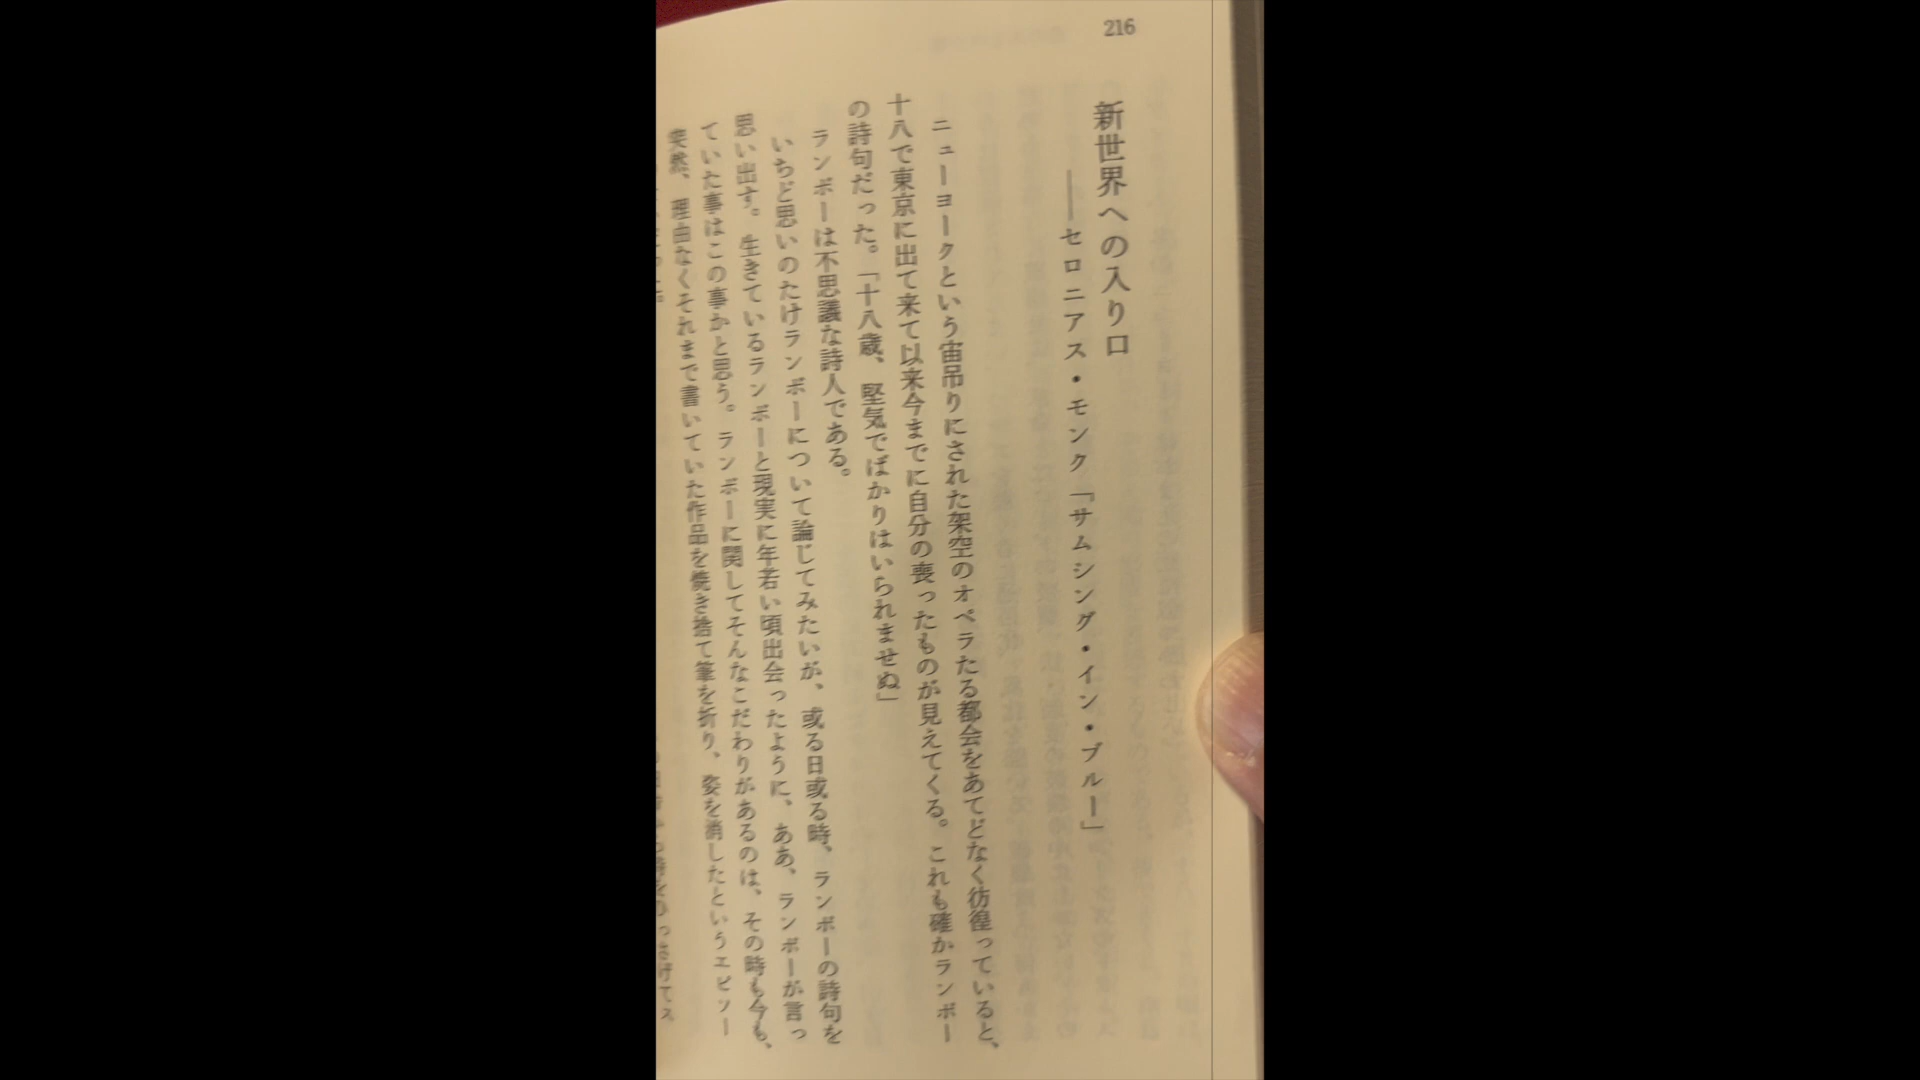 216
新世界への入り口
――セロニアス・モンク「サムシング・イン・ブルー」
ニューヨークという宙吊りにされた架空のオペラたる都会をあてどなく彷徨っていると、
十八で東京に出て来て以来今までに自分の喪ったものが見えてくる。これも確かランボー
の詩句だった。「十八歳、堅気でばかりはいられませぬ」
ランボーは不思議な詩人である。
いちど思いのたけランボーについて論じてみたいが、或る日或る時、ランボーの詩句を
思い出す。生きているランボーと現実に年若い頃出会ったように、ああ、ランボーが言っ
ていた事はこの事かと思う。ランボーに関してそんなこだわりがあるのは、その時も今も、
突然、理由なくそれまで書いていた作品を焼き捨て筆を折り、姿を消したというエピソー